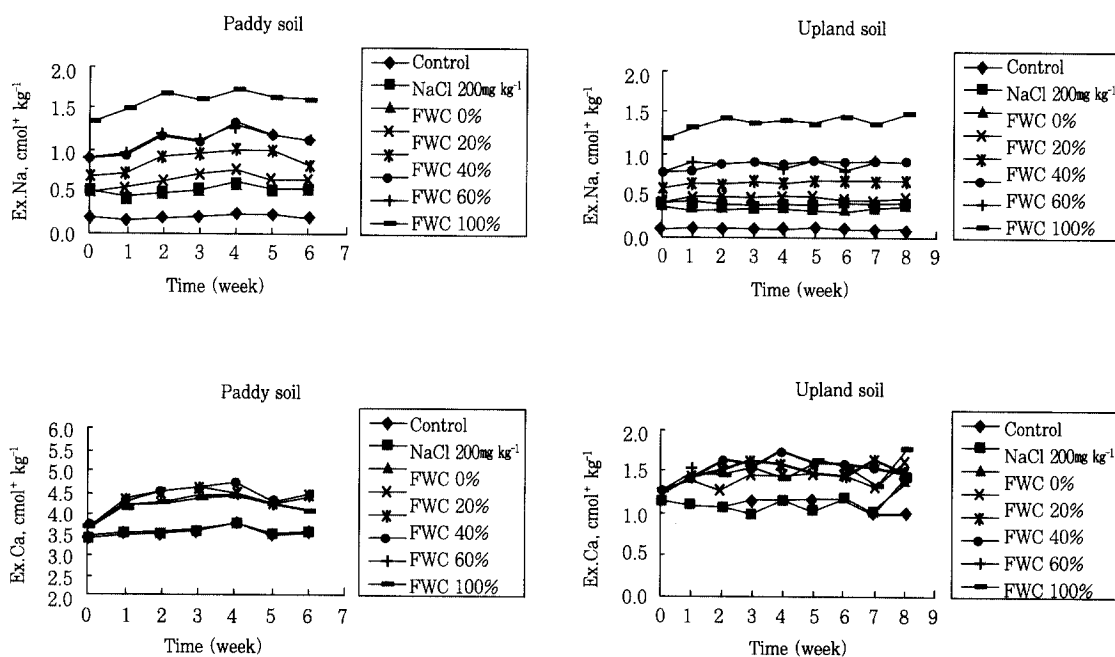 Paddy soil
Ex.Na, cmol⁺ kg⁻¹
2.0
1.5
1.0
0.5
0.0
0 1 2 3 4 5 6 7
Time (week)
Control
NaCl 200㎎ kg⁻¹
FWC 0%
FWC 20%
FWC 40%
FWC 60%
FWC 100%
Upland soil
Ex.Na, cmol⁺ kg⁻¹
2.0
1.5
1.0
0.5
0.0
0 1 2 3 4 5 6 7 8 9
Time (week)
Control
NaCl 200㎎ kg⁻¹
FWC 0%
FWC 20%
FWC 40%
FWC 60%
FWC 100%
Paddy soil
Ex.Ca, cmol⁺ kg⁻¹
6.0
5.5
5.0
4.5
4.0
3.5
3.0
2.5
2.0
0 1 2 3 4 5 6 7
Time (week)
Control
NaCl 200㎎ kg⁻¹
FWC 0%
FWC 20%
FWC 40%
FWC 60%
FWC 100%
Upland soil
Ex.Ca, cmol⁺ kg⁻¹
2.0
1.5
1.0
0.5
0.0
0 1 2 3 4 5 6 7 8 9
Time (week)
Control
NaCl 200㎎ kg⁻¹
FWC 0%
FWC 20%
FWC 40%
FWC 60%
FWC 100%